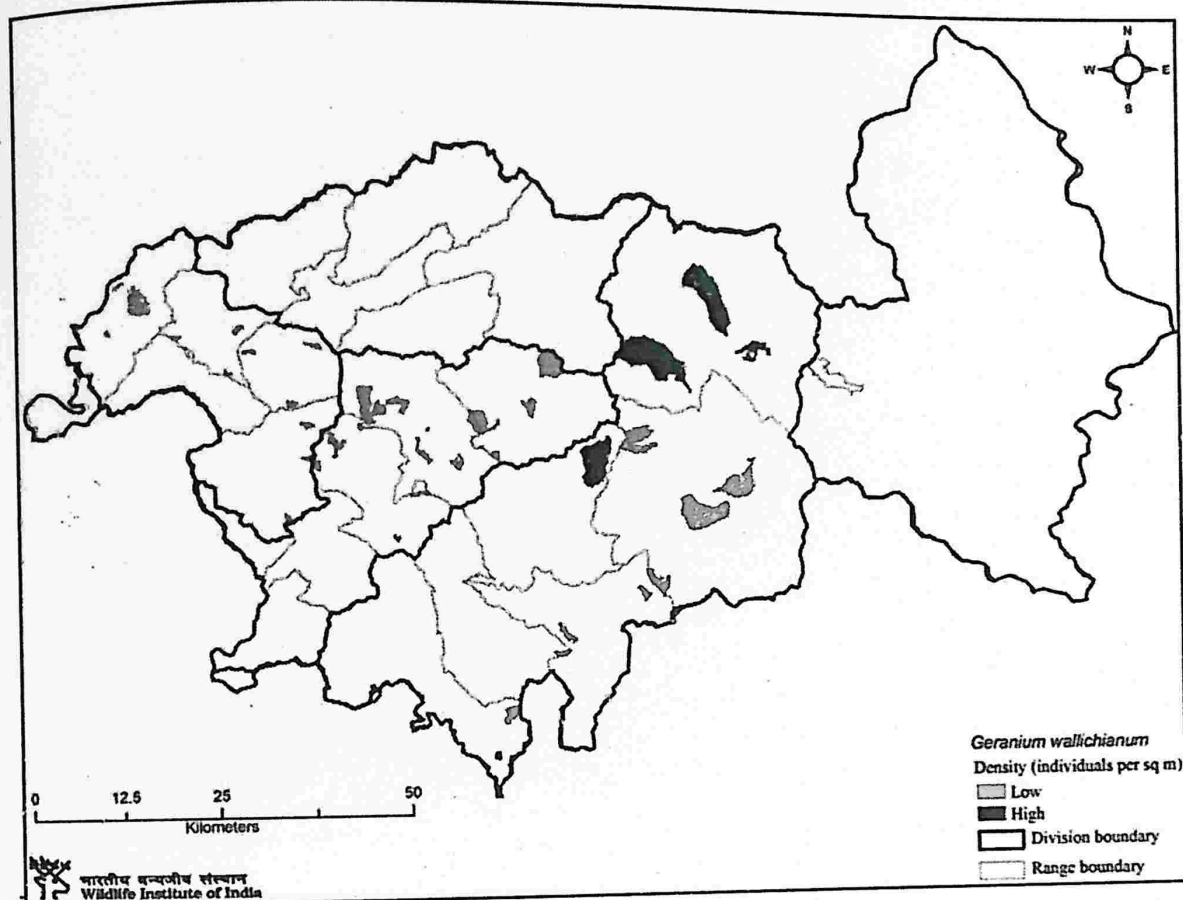 N
W E
S
Geranium wallichianum
Density (individuals per sq m)
Low
High
Division boundary
Range boundary
0 12.5 25 50
Kilometers
भारतीय वन्यजीव संस्थान
Wildlife Institute of India